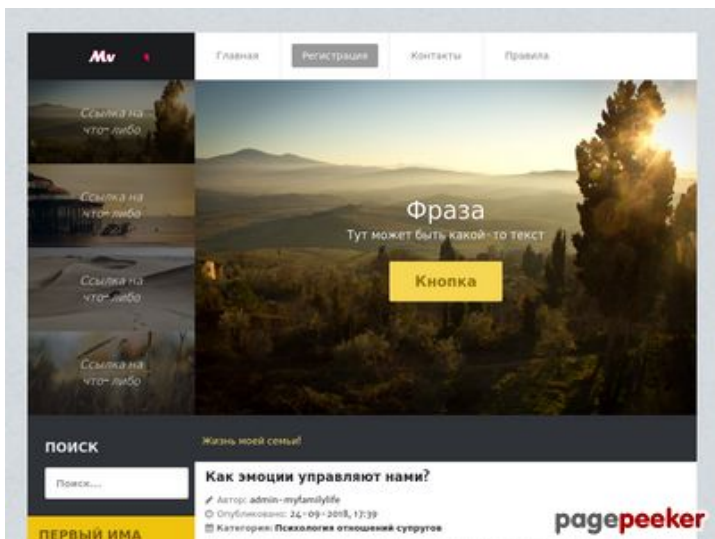 Mv
Главная
Регистрация
Контакты
Правила
Ссылка на
что-либо
Ссылка на
что-либо
Ссылка на
что-либо
Ссылка на
что-либо
Фраза
Тут может быть какой-то текст
Кнопка
ПОИСК
Поиск...
ПЕРВЫЙ ИМА
Жизнь моей семьи!
Как эмоции управляют нами?
Автор: admin-myfamilylife
Опубликовано: 24-09-2018, 17:39
Категория: Психология отношений супругов
pagepeeker